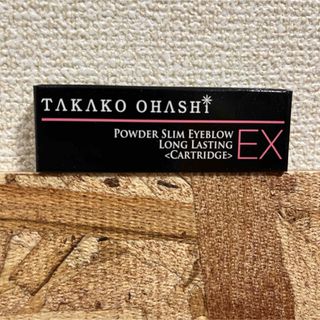 TAKAKO OHASHI
POWDER SLIM EYEBLOW
LONG LASTING
<CARTRIDGE>
EX